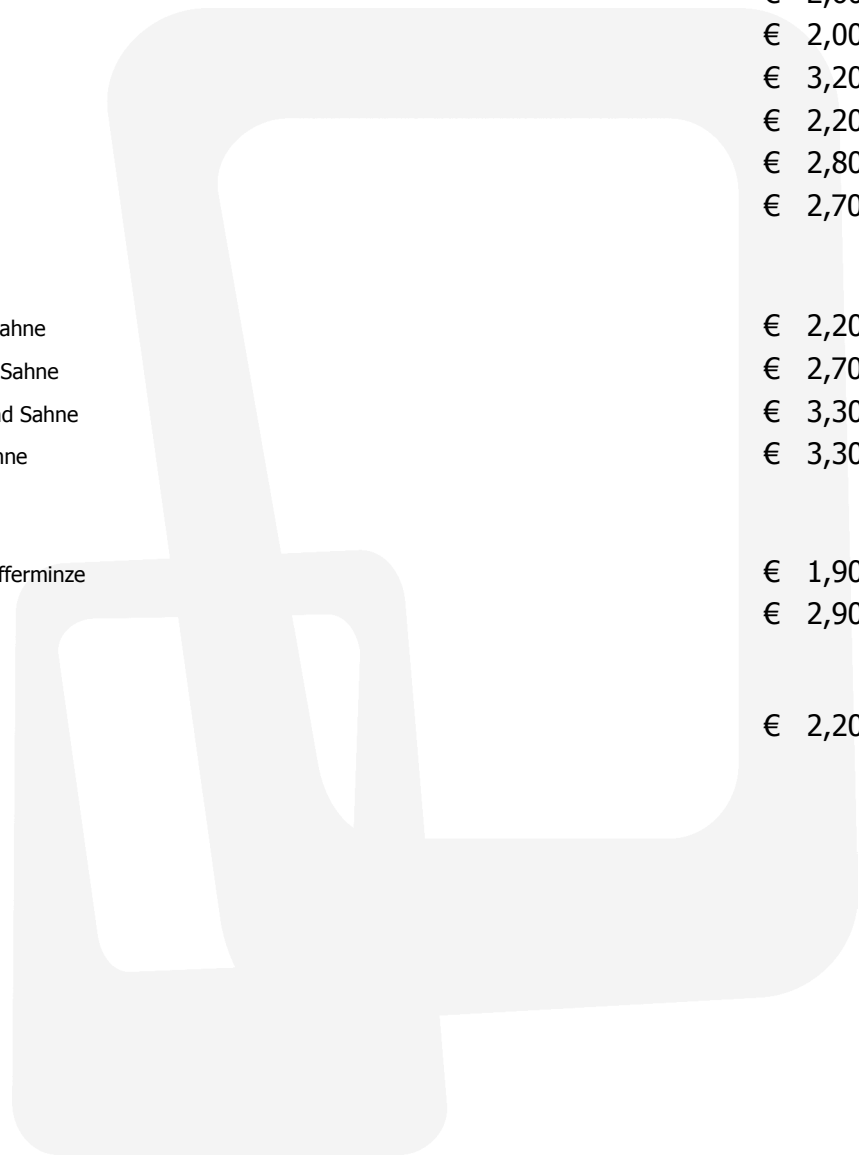 € 2,00
€ 3,20
€ 2,20
€ 2,80
€ 2,70
ahne € 2,20
Sahne € 2,70
d Sahne € 3,30
hne € 3,30
fferminze € 1,90
€ 2,90
€ 2,20